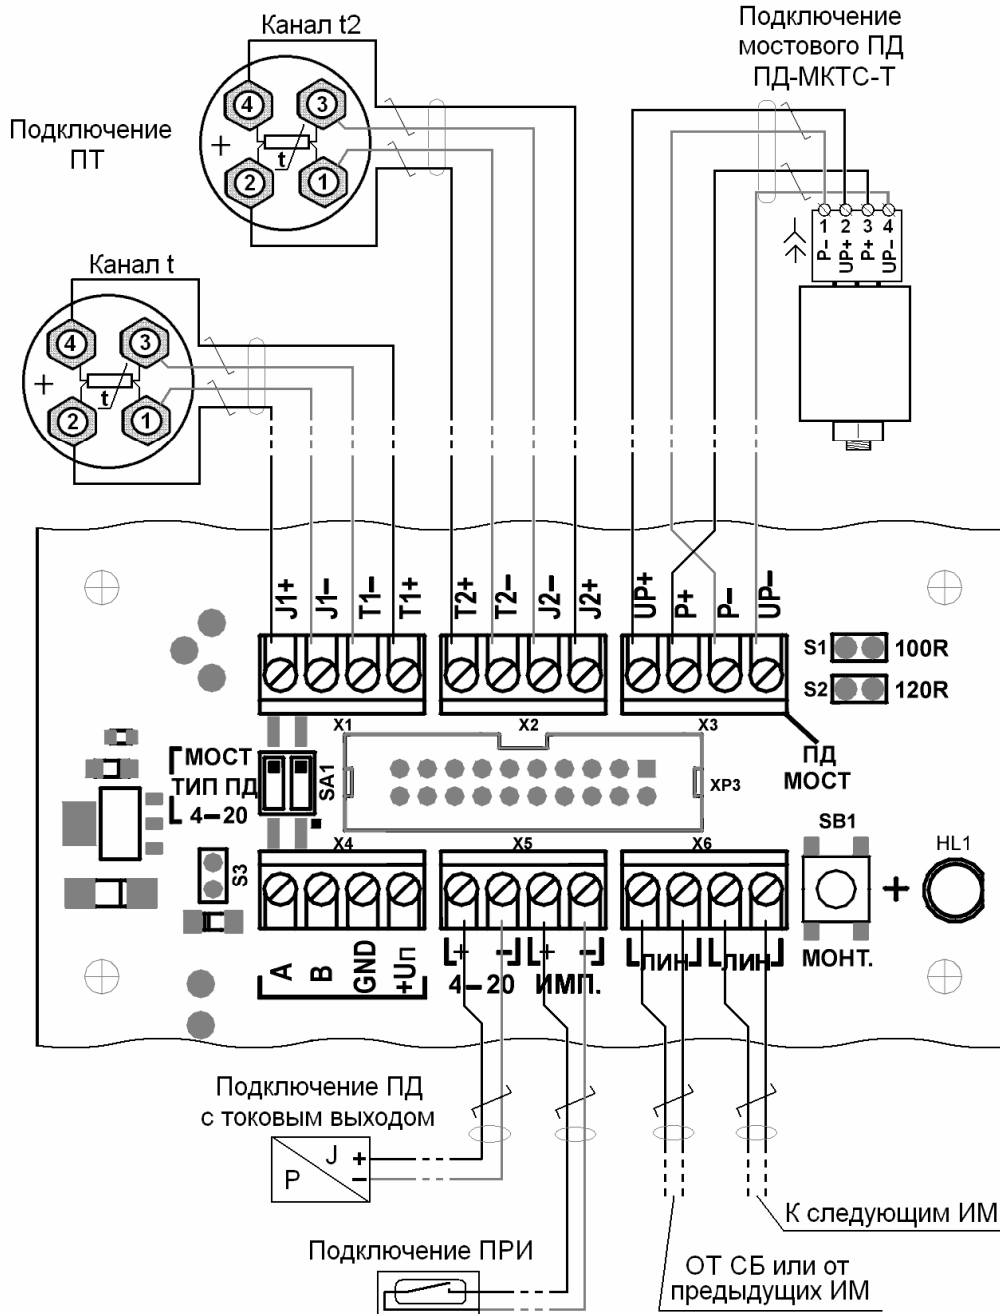 Канал t2
Подключение
мостового ПД
ПД-МКТС-Т
Подключение
ПТ
4
3
+
t
2
1
1
2
3
4
P–
UP+
P+
UP–
Канал t
4
3
+
t
2
1
J1+
J1–
T1–
T1+
T2+
T2–
J2–
J2+
UP+
P+
P–
UP–
S1
100R
S2
120R
X1
X2
X3
ПД
МОСТ
МОСТ
ТИП ПД
4–20
SA1
XP3
X4
X5
X6
SB1
HL1
S3
+
МОНТ.
A
B
GND
+Uп
+
–
4–20
+
–
ИМП.
ЛИН
ЛИН
Подключение ПД
с токовым выходом
J
+
P
–
К следующим ИМ
Подключение ПРИ
ОТ СБ или от
предыдущих ИМ